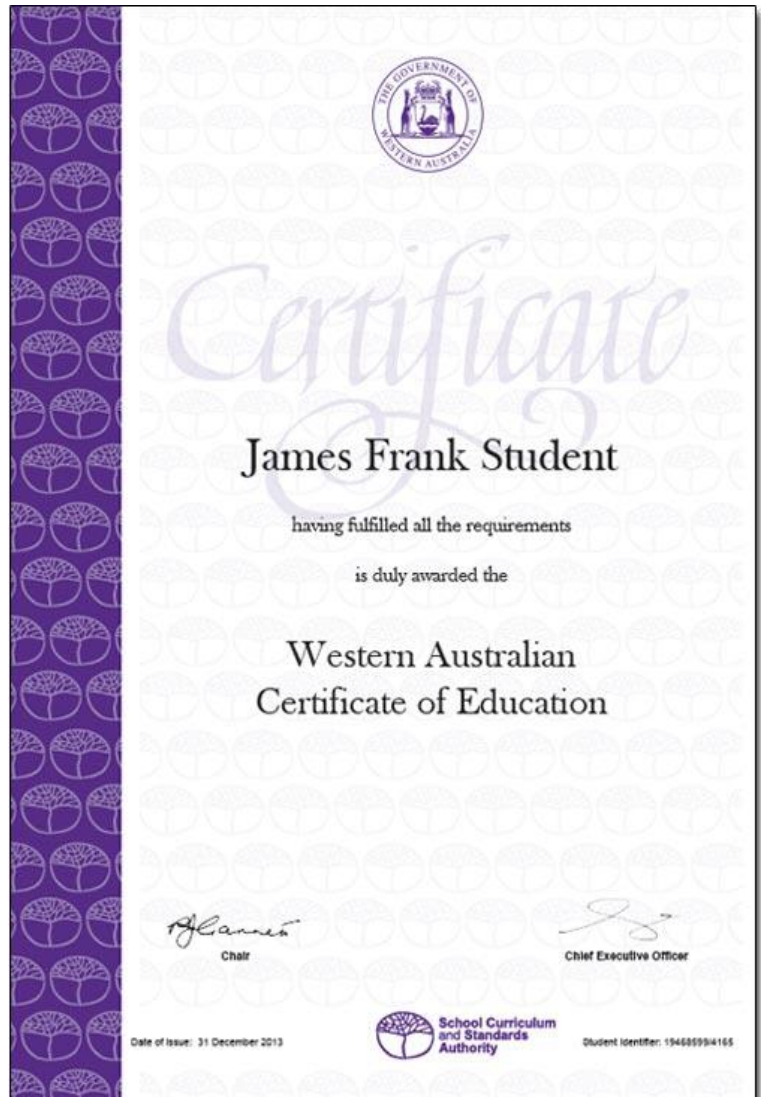 THE GOVERNMENT OF
WESTERN AUSTRALIA
Certificate
James Frank Student
having fulfilled all the requirements
is duly awarded the
Western Australian
Certificate of Education
Chair
Chief Executive Officer
Date of Issue: 31 December 2013
School Curriculum
and Standards
Authority
Student Identifier: 19468599/4165